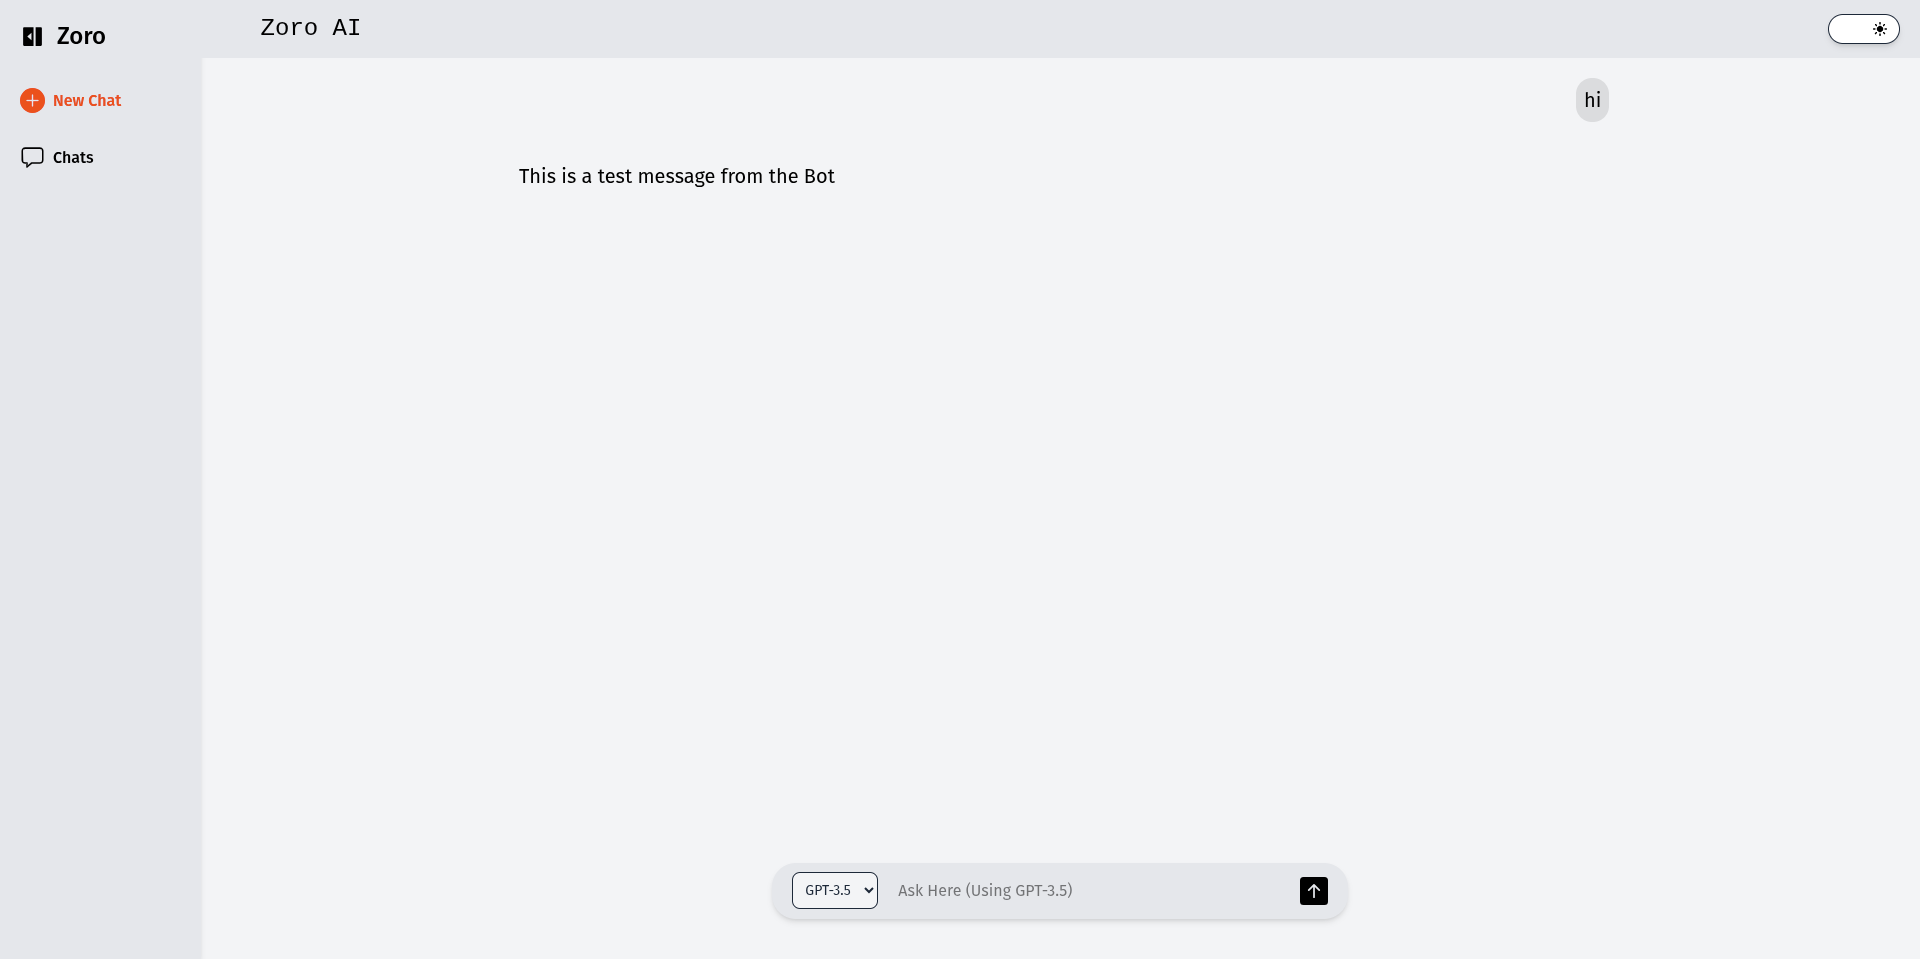 Zoro
Zoro AI
New Chat
Chats
hi
This is a test message from the Bot
GPT-3.5
Ask Here (Using GPT-3.5)